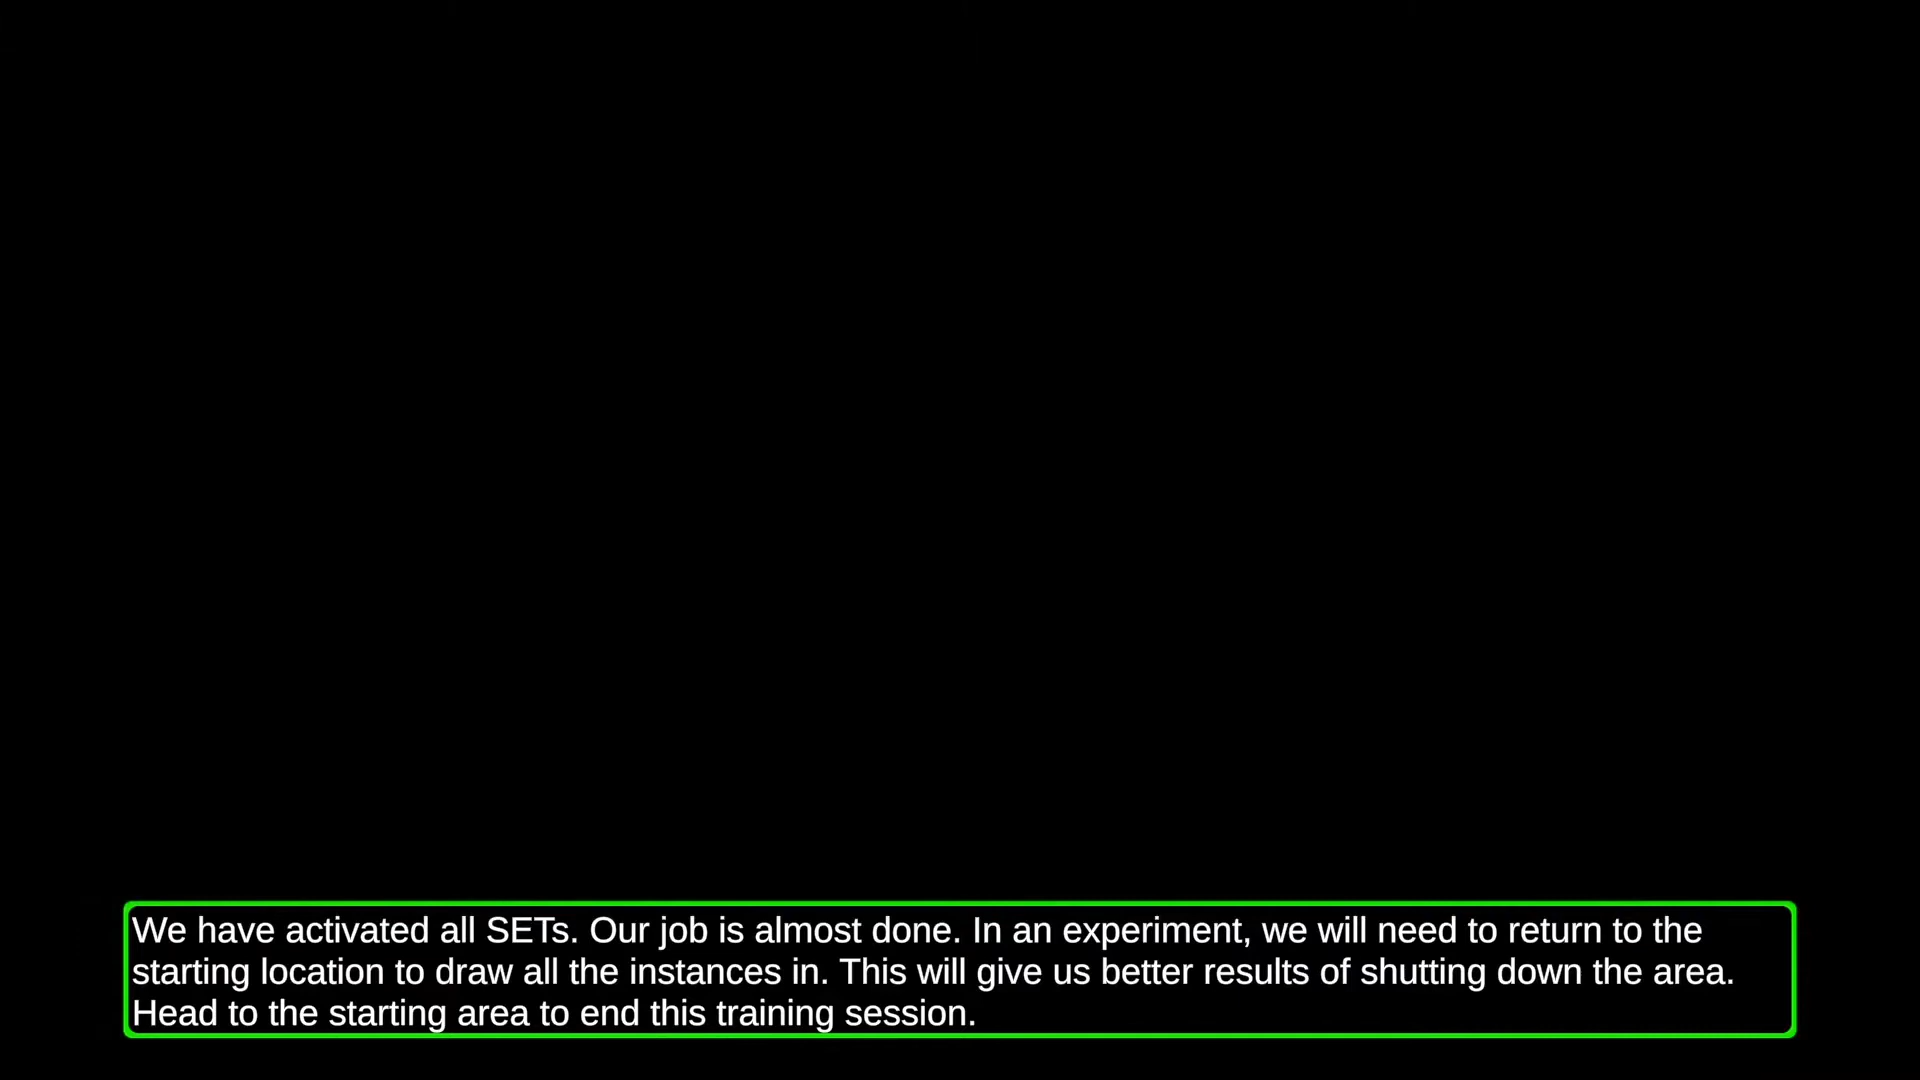 We have activated all SETs. Our job is almost done. In an experiment, we will need to return to the
starting location to draw all the instances in. This will give us better results of shutting down the area.
Head to the starting area to end this training session.